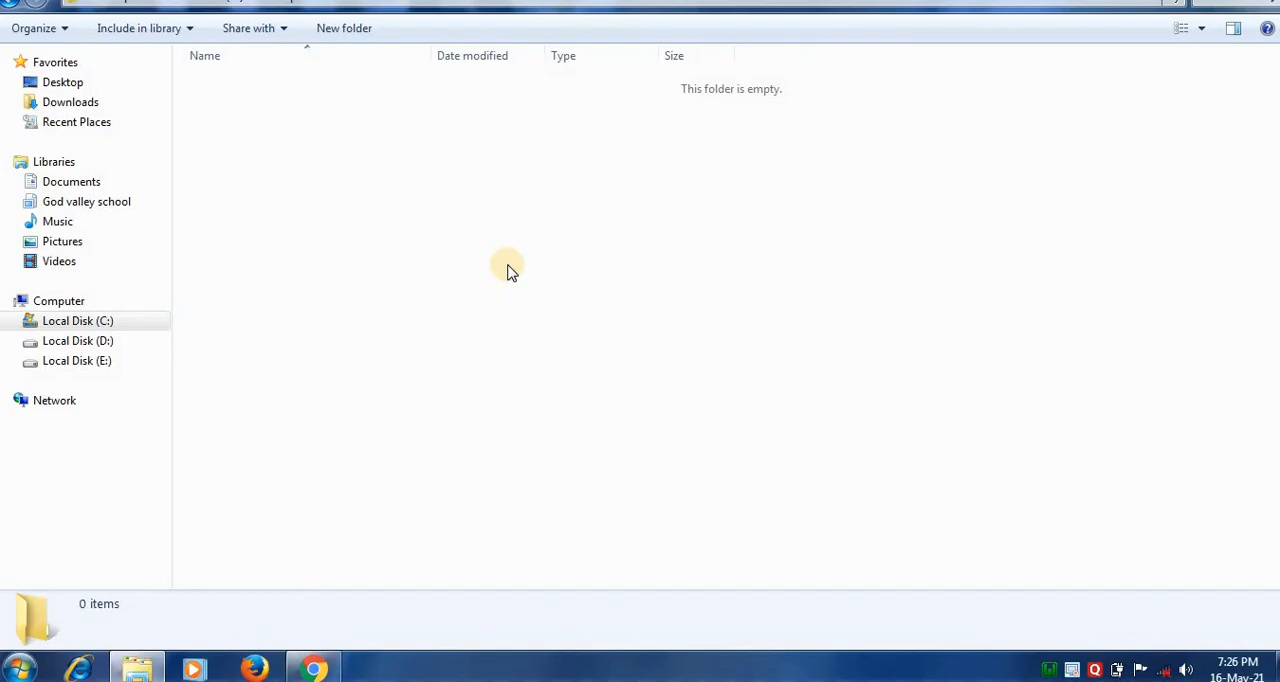 Organize Include in library Share with New folder
Name Date modified Type Size
This folder is empty.
Favorites
Desktop
Downloads
Recent Places
Libraries
Documents
God valley school
Music
Pictures
Videos
Computer
Local Disk (C:)
Local Disk (D:)
Local Disk (E:)
Network
0 items
7:26 PM
16-May-21